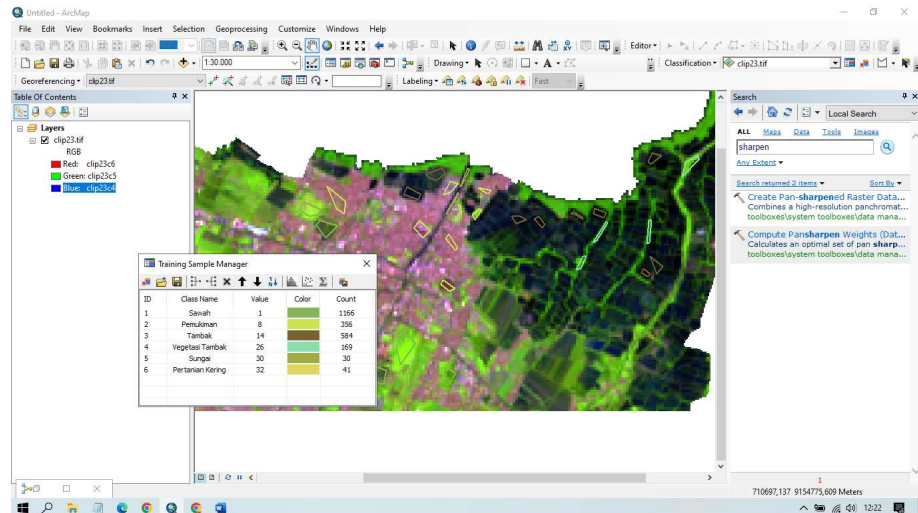 Untitled - ArcMap
File Edit View Bookmarks Insert Selection Geoprocessing Customize Windows Help
Editor
1:30.000 Drawing A Classification clip23.tif
Georeferencing clip23.tif Labeling Fast
Table Of Contents
Layers
clip23.tif
RGB
Red: clip23c6
Green: clip23c5
Blue: clip23c4
Training Sample Manager
ID Class Name Value Color Count
1 Sawah 1 1166
2 Pemukiman 8 356
3 Tambak 14 584
4 Vegetasi Tambak 26 169
5 Sungai 30 30
6 Pertanian Kering 32 41
Search
Local Search
ALL Maps Data Tools Images
sharpen
Any Extent
Search returned 2 items Sort By
Create Pan-sharpened Raster Data...
Combines a high-resolution panchromat...
toolboxes\system toolboxes\data mana...
Compute Pansharpen Weights (Dat...
Calculates an optimal set of pan sharp...
toolboxes\system toolboxes\data mana...
1
710697,137 9154775,609 Meters
12:22